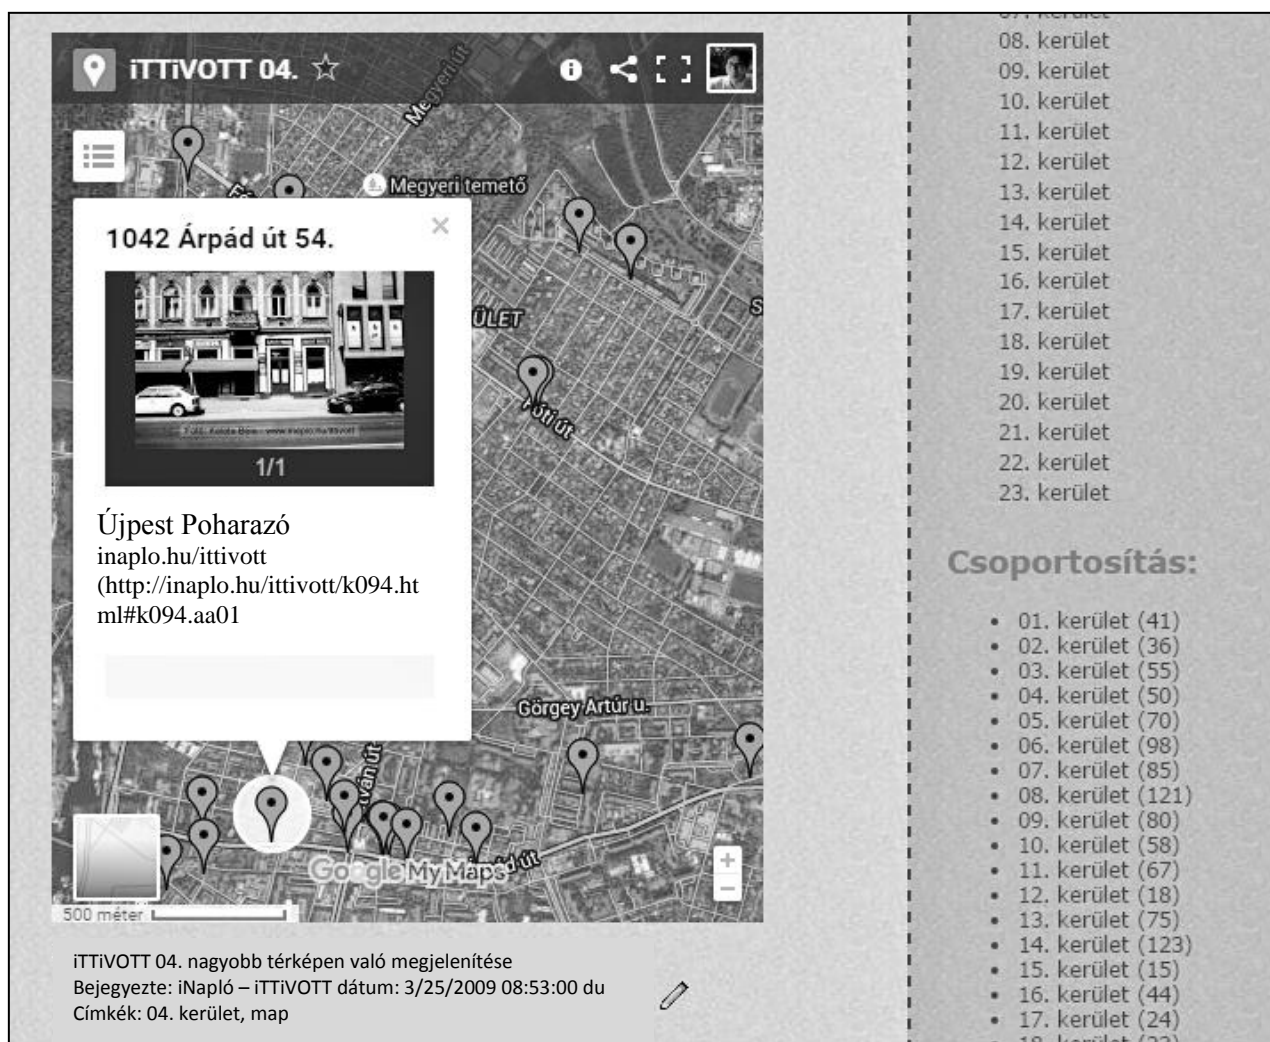 iTTiVOTT 04.
Megyeri út
Megyeri temető
1042 Árpád út 54.
ÜLET
1/1
Fóti út
Újpest Poharazó
inaplo.hu/ittivott
(http://inaplo.hu/ittivott/k094.ht
ml#k094.aa01
Görgey Artúr u.
Google My Maps
500 méter
iTTiVOTT 04. nagyobb térképen való megjelenítése
Bejegyezte: iNapló – iTTiVOTT dátum: 3/25/2009 08:53:00 du
Címkék: 04. kerület, map
07. kerület
08. kerület
09. kerület
10. kerület
11. kerület
12. kerület
13. kerület
14. kerület
15. kerület
16. kerület
17. kerület
18. kerület
19. kerület
20. kerület
21. kerület
22. kerület
23. kerület
Csoportosítás:
• 01. kerület (41)
• 02. kerület (36)
• 03. kerület (55)
• 04. kerület (50)
• 05. kerület (70)
• 06. kerület (98)
• 07. kerület (85)
• 08. kerület (121)
• 09. kerület (80)
• 10. kerület (58)
• 11. kerület (67)
• 12. kerület (18)
• 13. kerület (75)
• 14. kerület (123)
• 15. kerület (15)
• 16. kerület (44)
• 17. kerület (24)